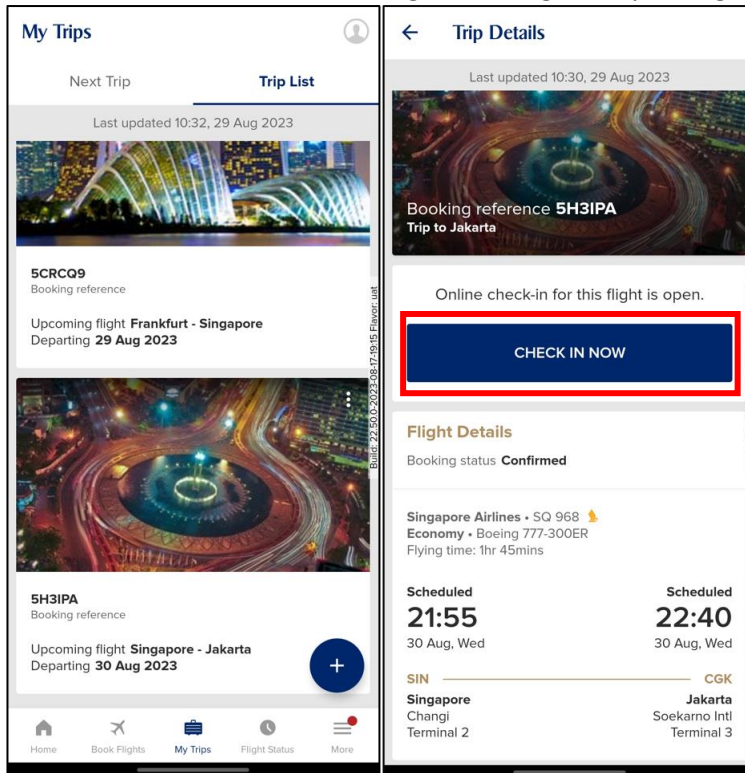 My Trips
Next Trip
Trip List
Last updated 10:32, 29 Aug 2023
5CRCQ9
Booking reference
Upcoming flight Frankfurt - Singapore
Departing 29 Aug 2023
Build: 22.50.0-2023-08-17-19:15 Flavor: uat
5H3IPA
Booking reference
Upcoming flight Singapore - Jakarta
Departing 30 Aug 2023
+
Home
Book Flights
My Trips
Flight Status
More
Trip Details
Last updated 10:30, 29 Aug 2023
Booking reference 5H3IPA
Trip to Jakarta
Online check-in for this flight is open.
CHECK IN NOW
Flight Details
Booking status Confirmed
Singapore Airlines • SQ 968
Economy • Boeing 777-300ER
Flying time: 1hr 45mins
Scheduled Scheduled
21:55 22:40
30 Aug, Wed 30 Aug, Wed
SIN CGK
Singapore Jakarta
Changi Soekarno Intl
Terminal 2 Terminal 3